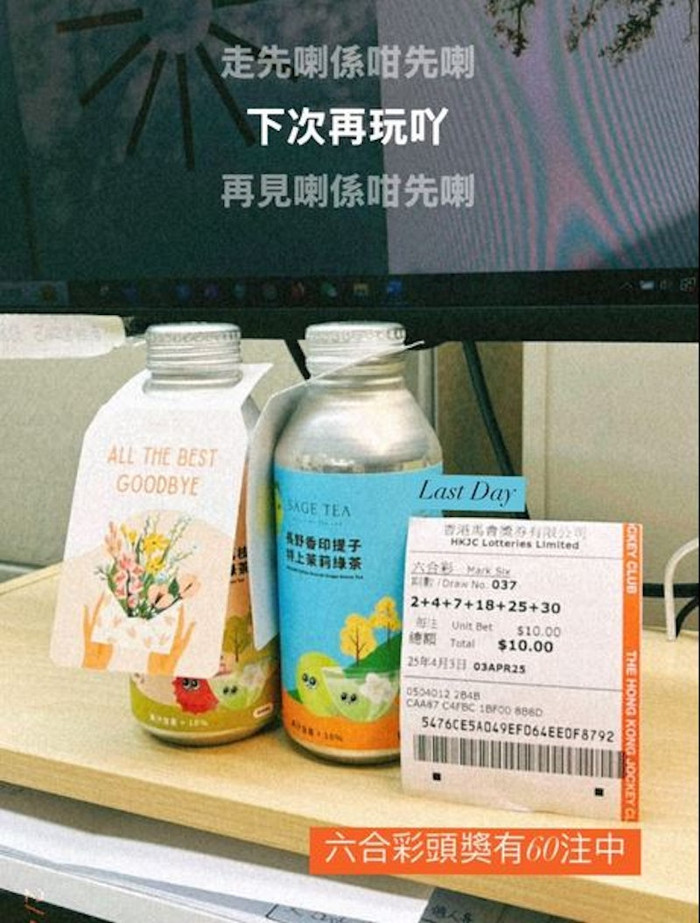 走先喇係咁先喇
下次再玩吖
再見喇係咁先喇
ALL THE BEST
GOODBYE
SAGE TEA
長野香印提子
特上茉莉綠茶
Last Day
香港馬會獎券有限公司
HKJC Lotteries Limited
六合彩 Mark Six
期數 / Draw No. 037
2+4+7+18+25+30
每注 Unit Bet $10.00
總額 Total $10.00
25年4月3日 03APR25
0504012 2B4B
CAA87 C4FBC 1BF00 8B6D
5476CE5A049EF064EE0F8792
THE HONG KONG JOCKEY CL
CKEY CLUB
六合彩頭獎有60注中